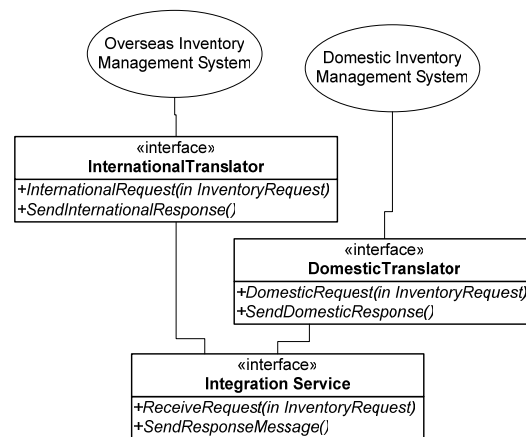 Overseas Inventory
Management System
Domestic Inventory
Management System
«interface»
InternationalTranslator
+InternationalRequest(in InventoryRequest)
+SendInternationalResponse()
«interface»
DomesticTranslator
+DomesticRequest(in InventoryRequest)
+SendDomesticResponse()
«interface»
Integration Service
+ReceiveRequest(in InventoryRequest)
+SendResponseMessage()